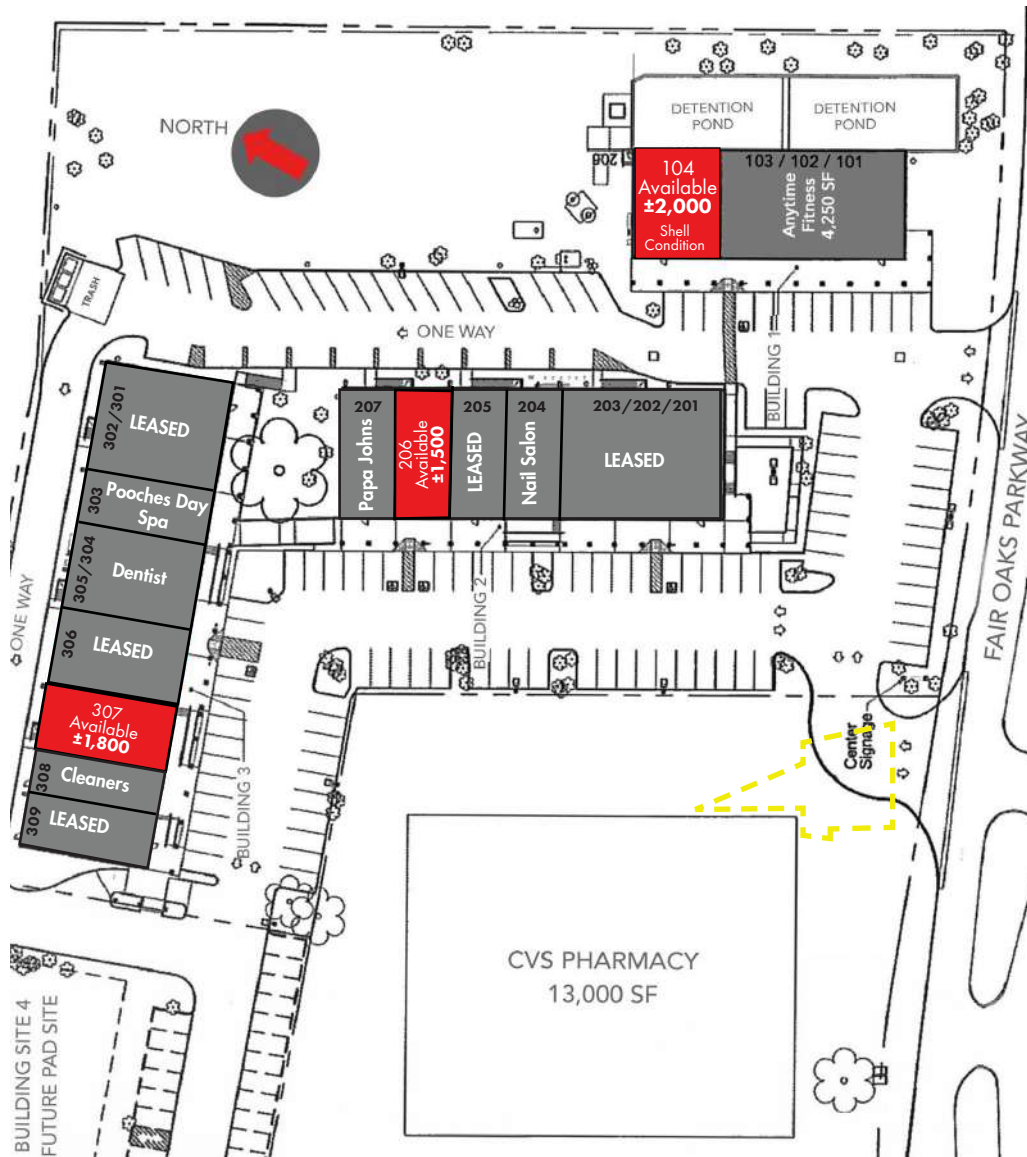 NORTH
DETENTION
POND
DETENTION
POND
208
104
Available
±2,000
Shell
Condition
103 / 102 / 101
Anytime
Fitness
4,250 SF
TRASH
ONE WAY
BUILDING 1
302/301
LEASED
303
Pooches Day
Spa
305/304
Dentist
306
LEASED
307
Available
±1,800
308
Cleaners
309
LEASED
207
Papa Johns
206
Available
±1,500
205
LEASED
204
Nail Salon
203/202/201
LEASED
ONE WAY
BUILDING 2
BUILDING 3
FAIR OAKS PARKWAY
Center
Signage
CVS PHARMACY
13,000 SF
BUILDING SITE 4
FUTURE PAD SITE